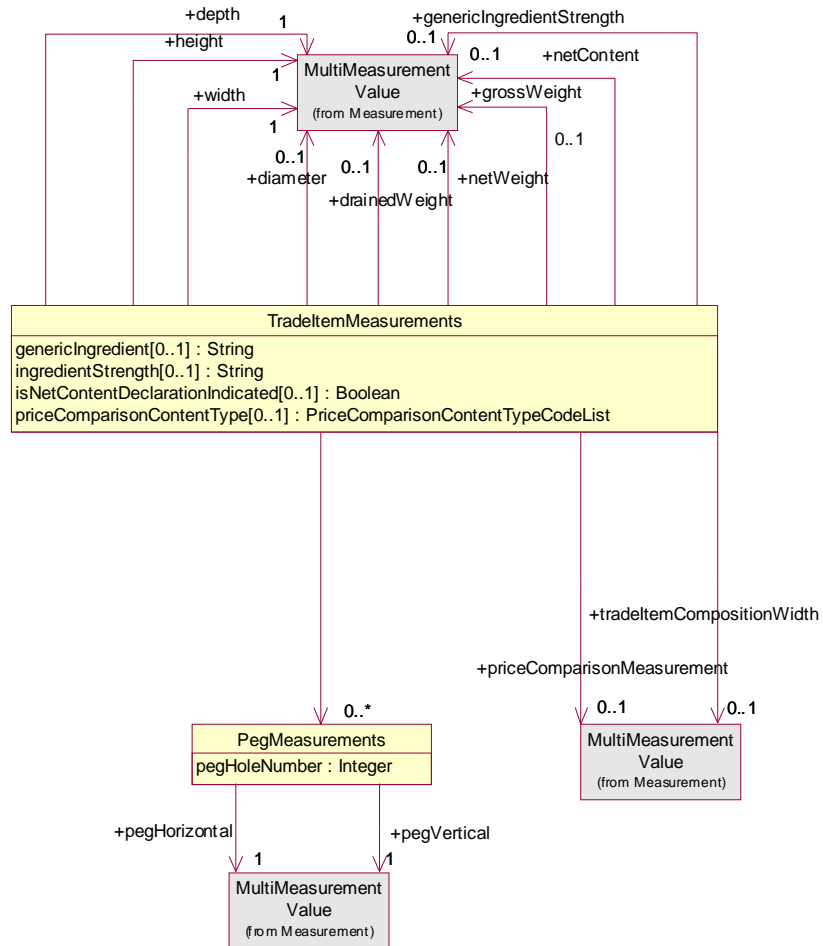 +depth
1
+genericIngredientStrength
+height
0..1
0..1
+netContent
1
MultiMeasurement
Value
(from Measurement)
+width
+grossWeight
1
0..1
0..1
0..1
0..1
+diameter
+netWeight
+drainedWeight
TradeItemMeasurements
genericIngredient[0..1] : String
ingredientStrength[0..1] : String
isNetContentDeclarationIndicated[0..1] : Boolean
priceComparisonContentType[0..1] : PriceComparisonContentTypeCodeList
+tradeItemCompositionWidth
+priceComparisonMeasurement
0..*
0..1
0..1
PegMeasurements
pegHoleNumber : Integer
MultiMeasurement
Value
(from Measurement)
+pegHorizontal
+pegVertical
1
1
MultiMeasurement
Value
(from Measurement)